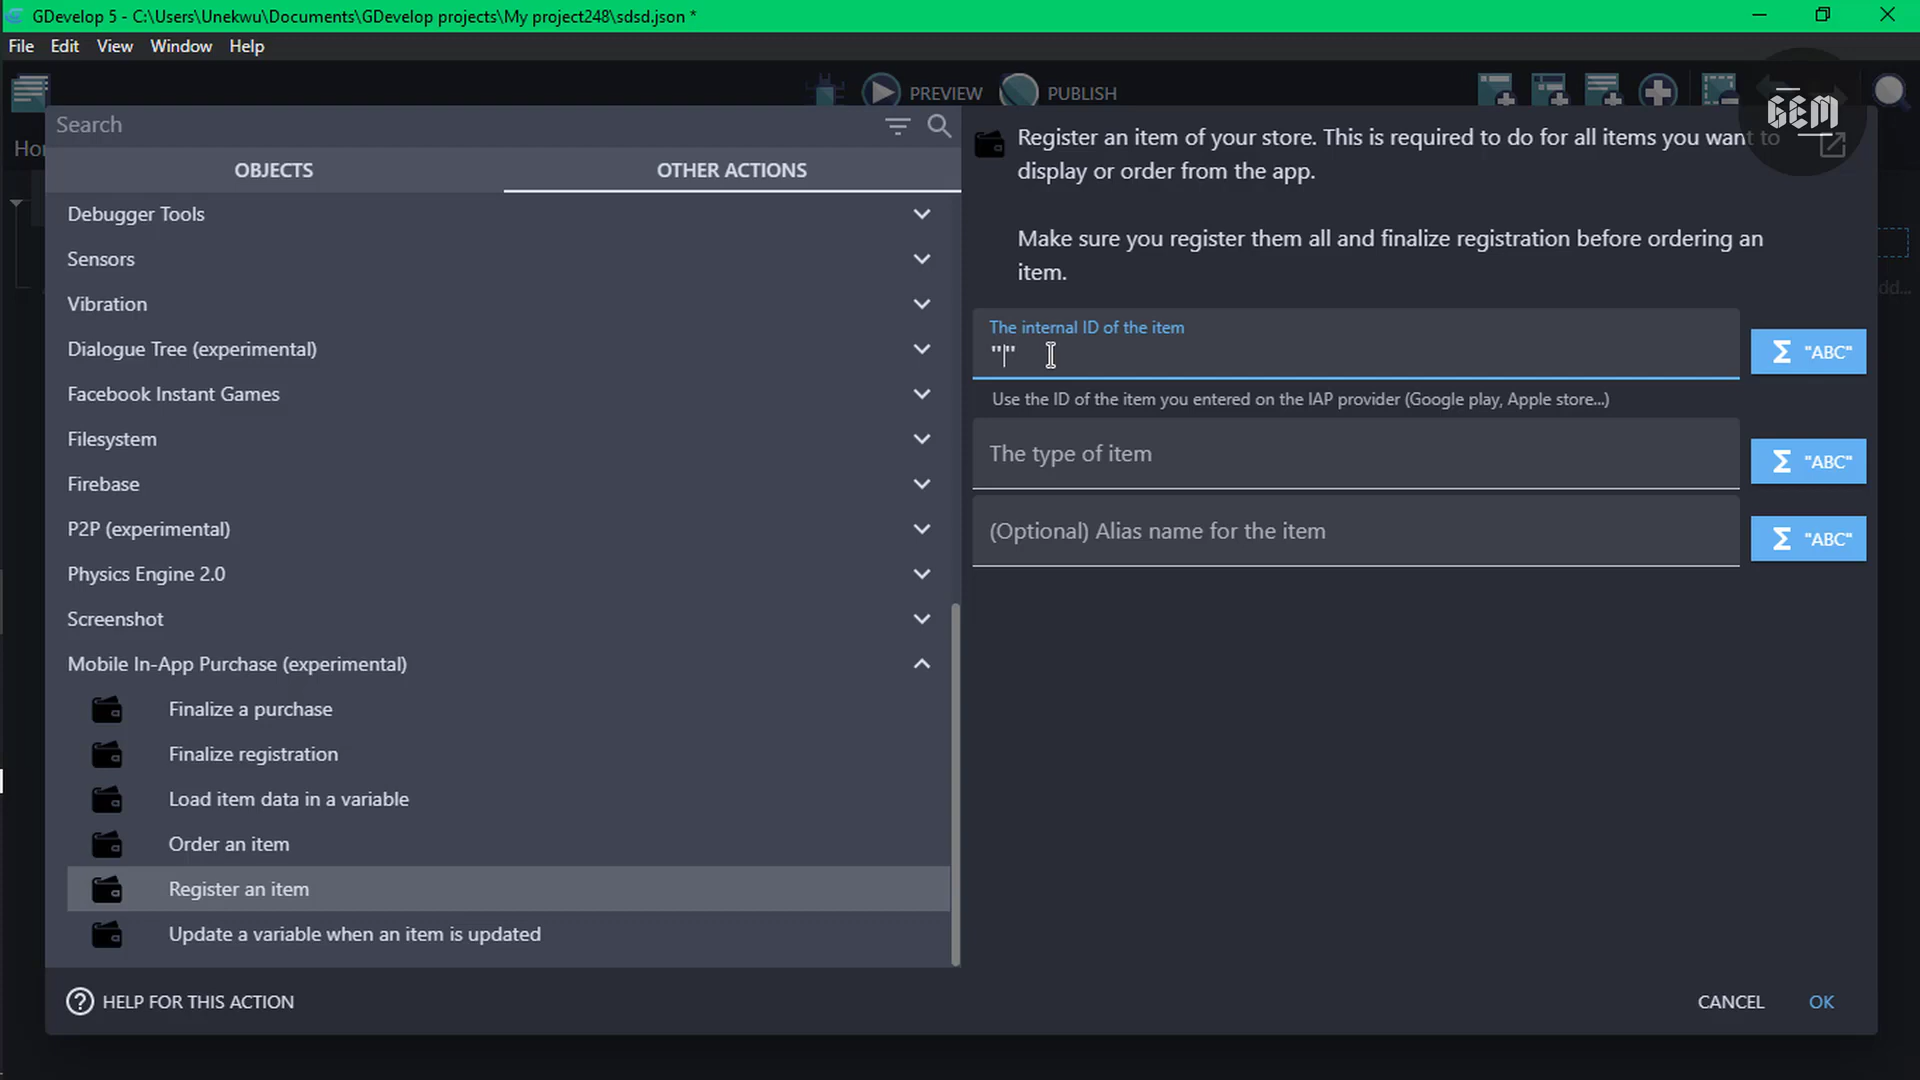 GDevelop 5 - C:\Users\Unekwu\Documents\GDevelop projects\My project248\sdsd.json *
File Edit View Window Help
PREVIEW PUBLISH
GEM
Search
OBJECTS OTHER ACTIONS
Debugger Tools
Sensors
Vibration
Dialogue Tree (experimental)
Facebook Instant Games
Filesystem
Firebase
P2P (experimental)
Physics Engine 2.0
Screenshot
Mobile In-App Purchase (experimental)
Finalize a purchase
Finalize registration
Load item data in a variable
Order an item
Register an item
Update a variable when an item is updated
Register an item of your store. This is required to do for all items you want to
display or order from the app.
Make sure you register them all and finalize registration before ordering an
item.
The internal ID of the item
""
Σ "ABC"
Use the ID of the item you entered on the IAP provider (Google play, Apple store...)
The type of item
Σ "ABC"
(Optional) Alias name for the item
Σ "ABC"
HELP FOR THIS ACTION
CANCEL OK